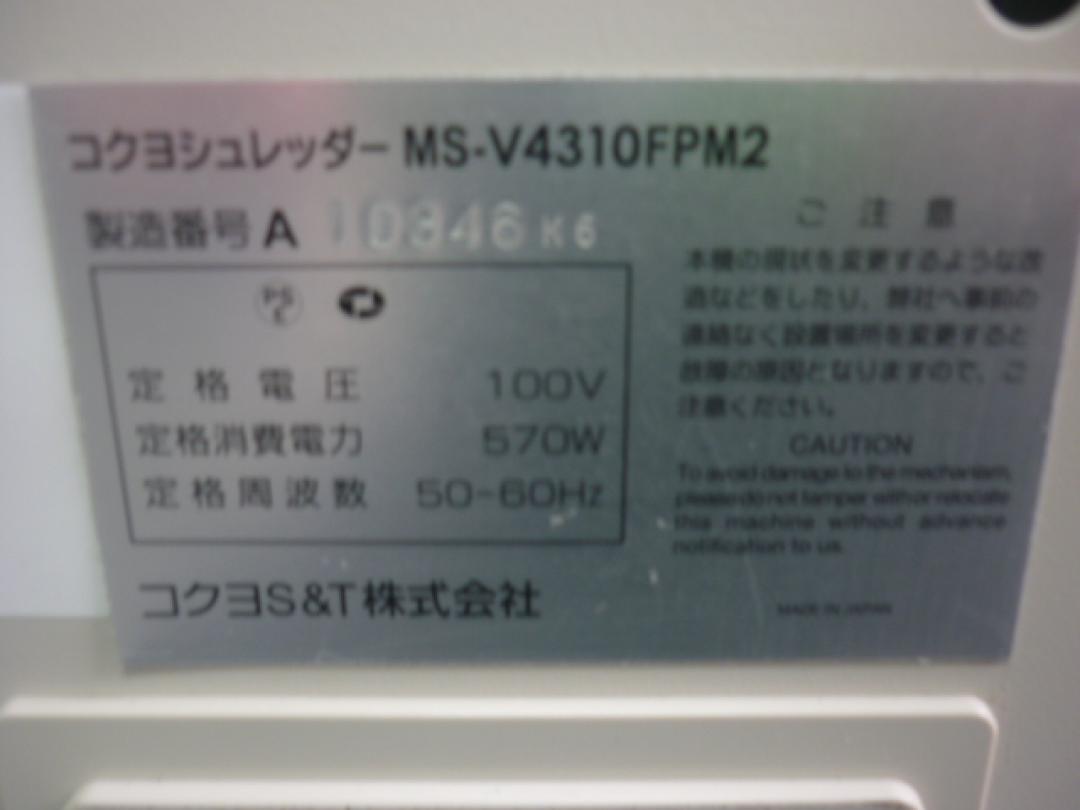 コクヨシュレッダー MS-V4310FPM2
製造番号 A 10346 K6
定格電圧 100V
定格消費電力 570W
定格周波数 50-60Hz
コクヨS&T株式会社
ご注意
本機の現状を変更するような改
造などをしたり、弊社へ事前の
連絡なく設置場所を変更すると
故障の原因となりますので、ご
注意ください。
CAUTION
To avoid damage to the mechanism,
please do not tamper with or relocate
this machine without advance
notification to us.
MADE IN JAPAN